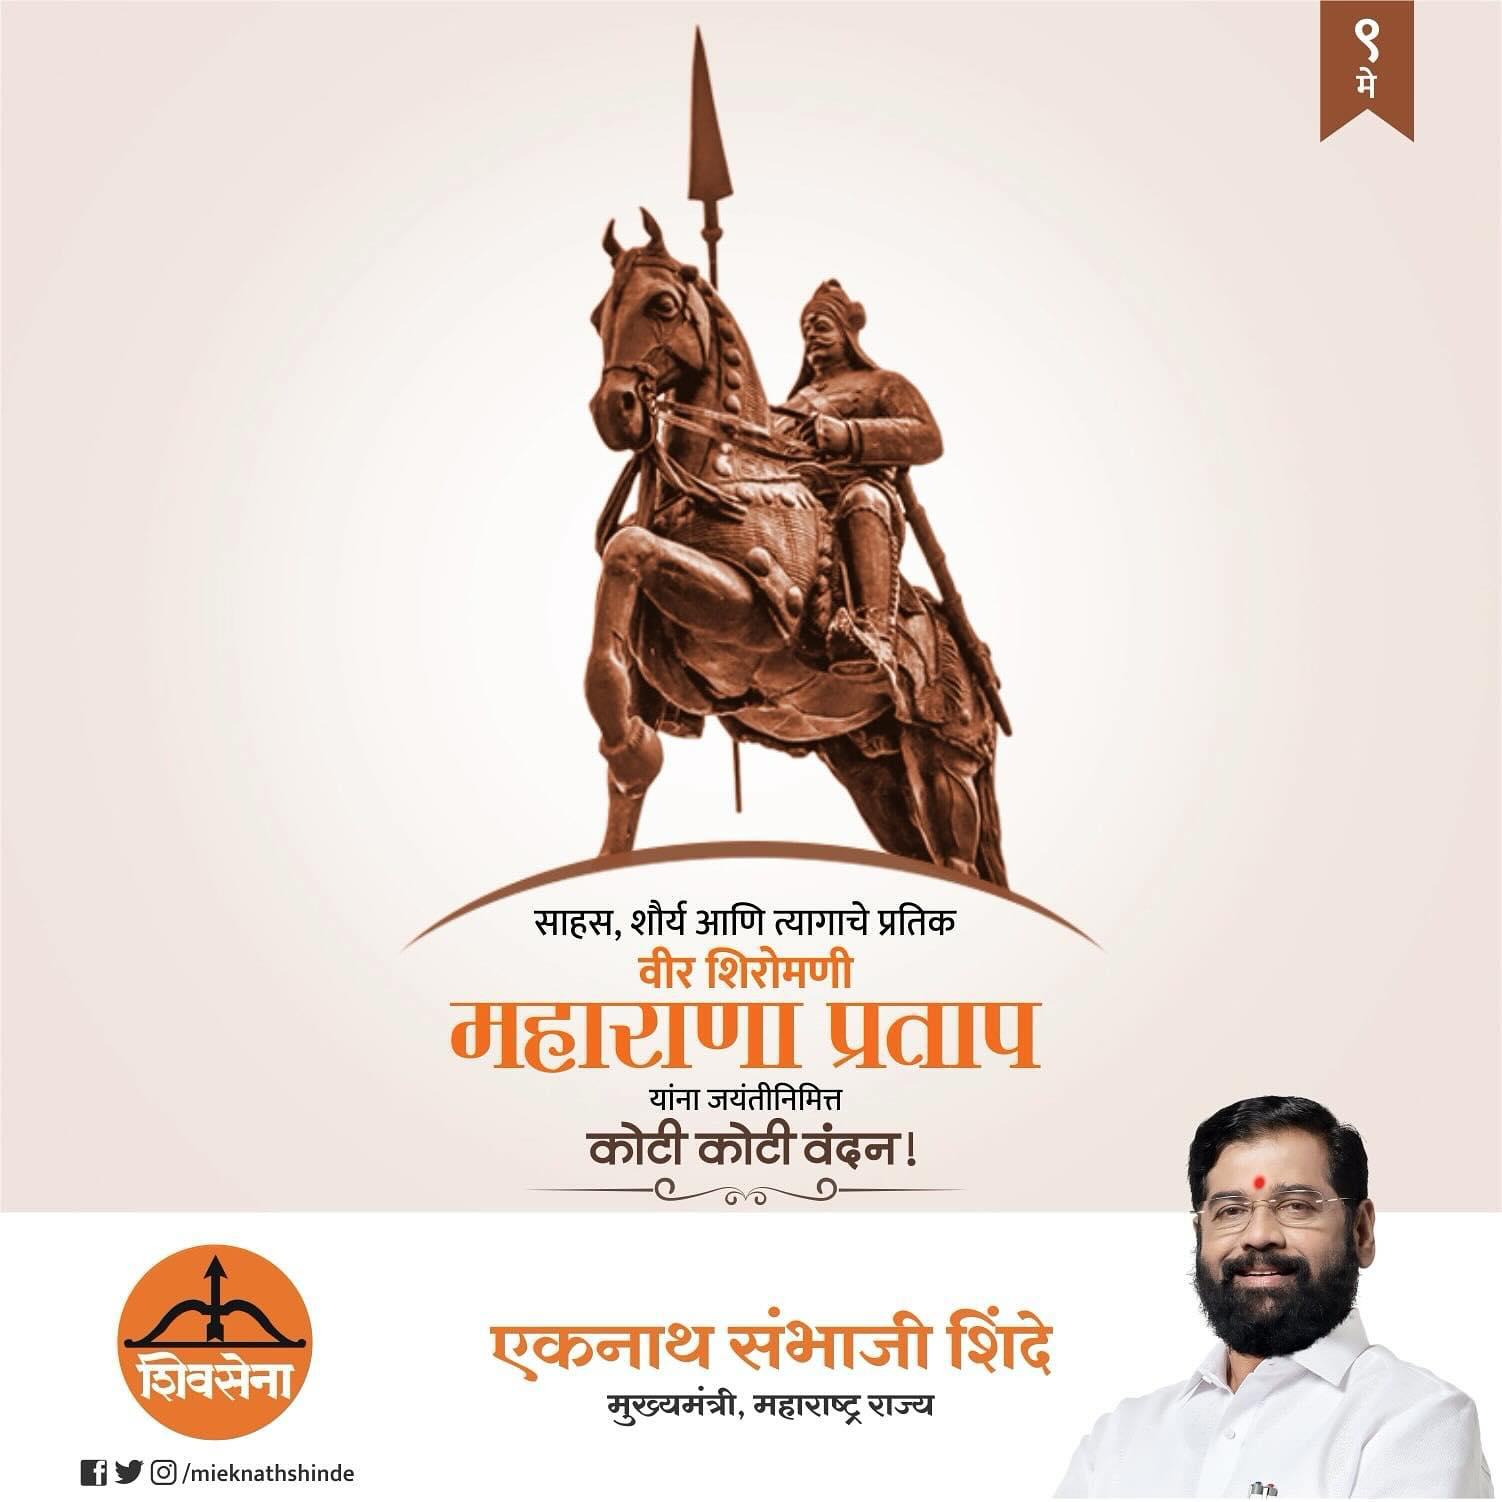 ९
मे
साहस, शौर्य आणि त्यागाचे प्रतिक
वीर शिरोमणी
महाराणा प्रताप
यांना जयंतीनिमित्त
कोटी कोटी वंदन!
शिवसेना
एकनाथ संभाजी शिंदे
मुख्यमंत्री, महाराष्ट्र राज्य
/mieknathshinde